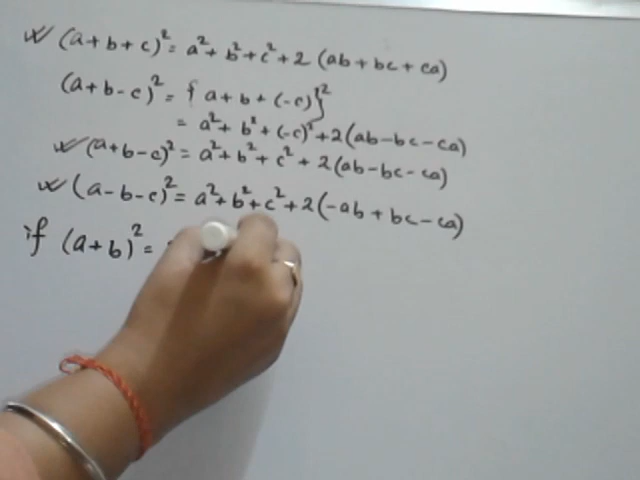 (a+b+c)² = a²+b²+c²+2 (ab+bc+ca)
(a+b-c)² = { a+b+(-c)}²
= a²+b²+(-c)²+2(ab-bc-ca)
(a+b-c)² = a²+b²+c²+2(ab-bc-ca)
(a-b-c)² = a²+b²+c²+2(-ab+bc-ca)
if (a+b)² =